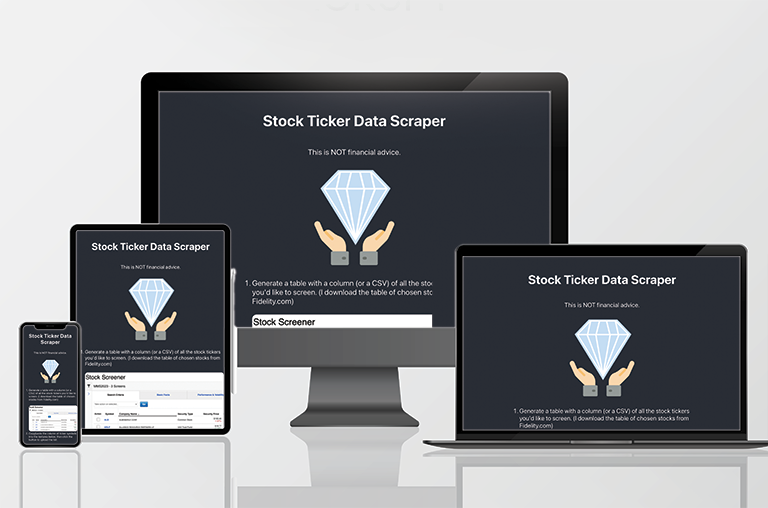 Stock Ticker Data Scraper
This is NOT financial advice.
1. Generate a table with a column (or a CSV) of all the stoc
you'd like to screen. (I download the table of chosen stc
Fidelity.com)
Stock Screener
Stock Ticker Data Scraper
This is NOT financial advice.
1. Generate a table with a column (or a CSV) of all the stock tickers
you'd like to screen. (I download the table of chosen stocks from
Fidelity.com)
Stock Screener
Stock Ticker Data
Scraper
This is NOT financial advice.
Stock Ticker Data Scraper
This is NOT financial advice.
1. Generate a table with a column (or a CSV) of all the stock tickers
you'd like to screen. (I download the table of chosen stocks from
Fidelity.com)